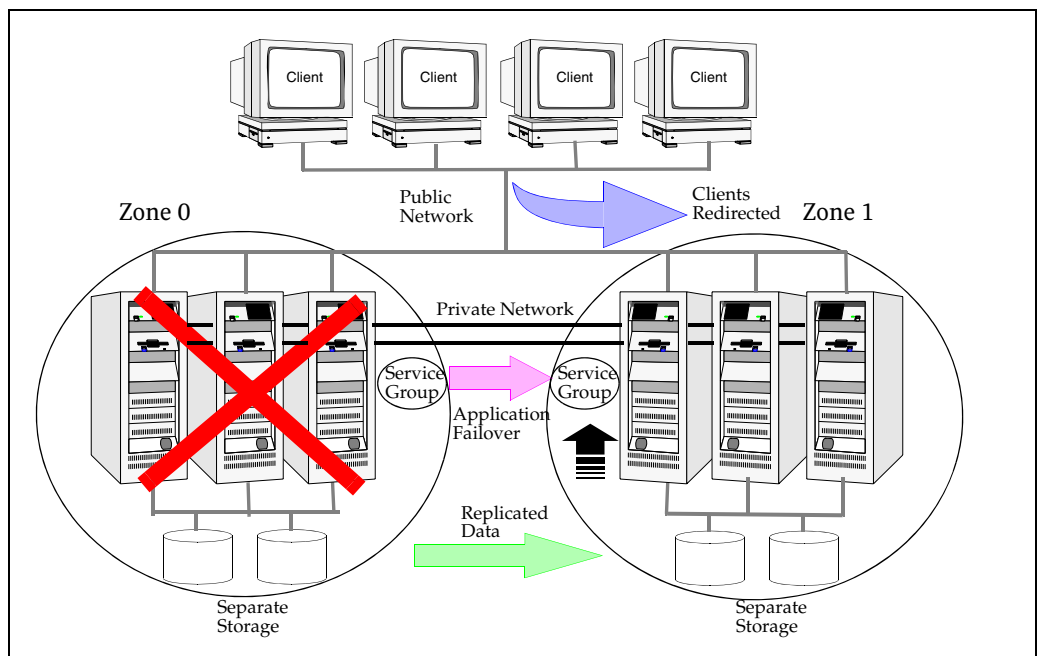 Client
Client
Client
Client
Public
Network
Clients
Redirected
Zone 0
Zone 1
Private Network
Service
Group
Service
Group
Application
Failover
Replicated
Data
Separate
Storage
Separate
Storage